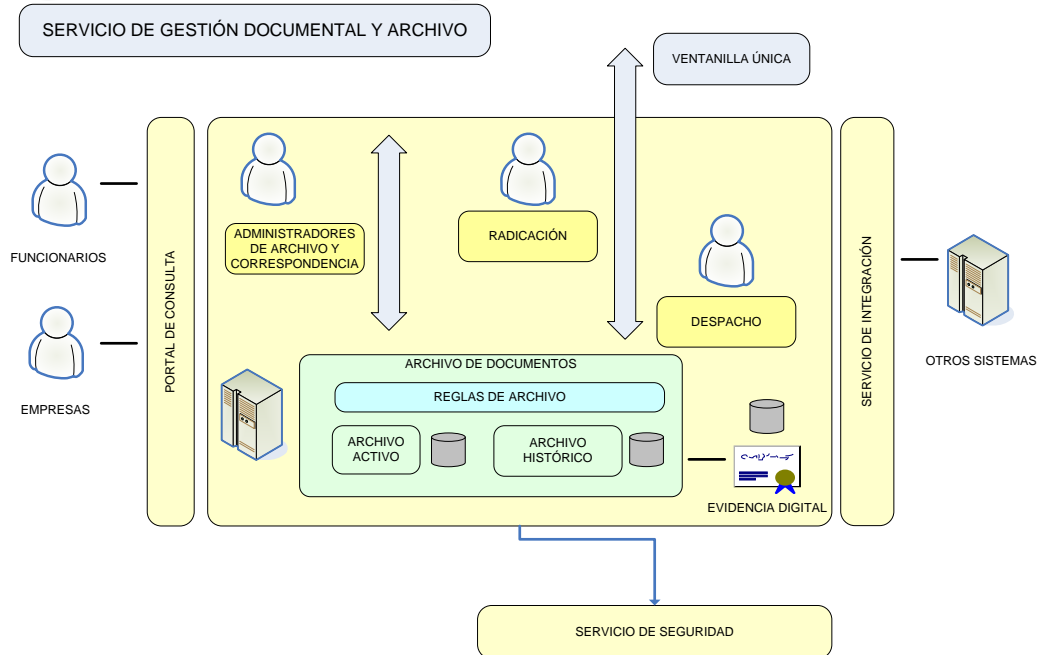 SERVICIO DE GESTIÓN DOCUMENTAL Y ARCHIVO
VENTANILLA ÚNICA
FUNCIONARIOS
EMPRESAS
PORTAL DE CONSULTA
ADMINISTRADORES
DE ARCHIVO Y
CORRESPONDENCIA
RADICACIÓN
DESPACHO
ARCHIVO DE DOCUMENTOS
REGLAS DE ARCHIVO
ARCHIVO
ACTIVO
ARCHIVO
HISTÓRICO
EVIDENCIA DIGITAL
SERVICIO DE INTEGRACIÓN
OTROS SISTEMAS
SERVICIO DE SEGURIDAD